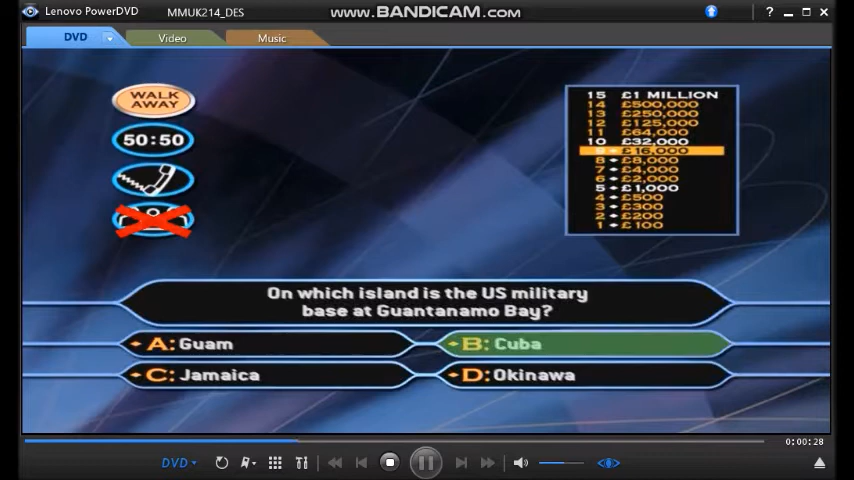 Lenovo PowerDVD
MMUK214_DES
www.BANDICAM.com
?
DVD
Video
Music
WALK
AWAY
50:50
15 £1 MILLION
14 £500,000
13 £250,000
12 £125,000
11 £64,000
10 £32,000
9 £16,000
8 £8,000
7 £4,000
6 £2,000
5 £1,000
4 £500
3 £300
2 £200
1 £100
On which island is the US military
base at Guantanamo Bay?
A: Guam
B: Cuba
C: Jamaica
D: Okinawa
0:00:28
DVD